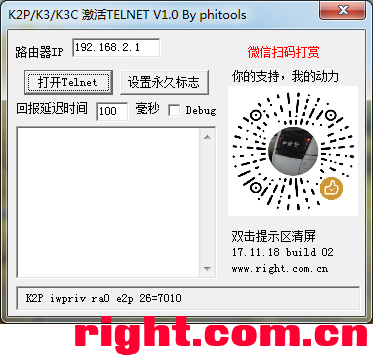 K2P/K3/K3C 激活TELNET V1.0 By phitools
路由器IP 192.168.2.1
微信扫码打赏
你的支持，我的动力
打开Telnet 设置永久标志
回报延迟时间 100 毫秒 Debug
双击提示区清屏
17.11.18 build 02
www.right.com.cn
K2P iwpriv ra0 e2p 26=7010
right.com.cn